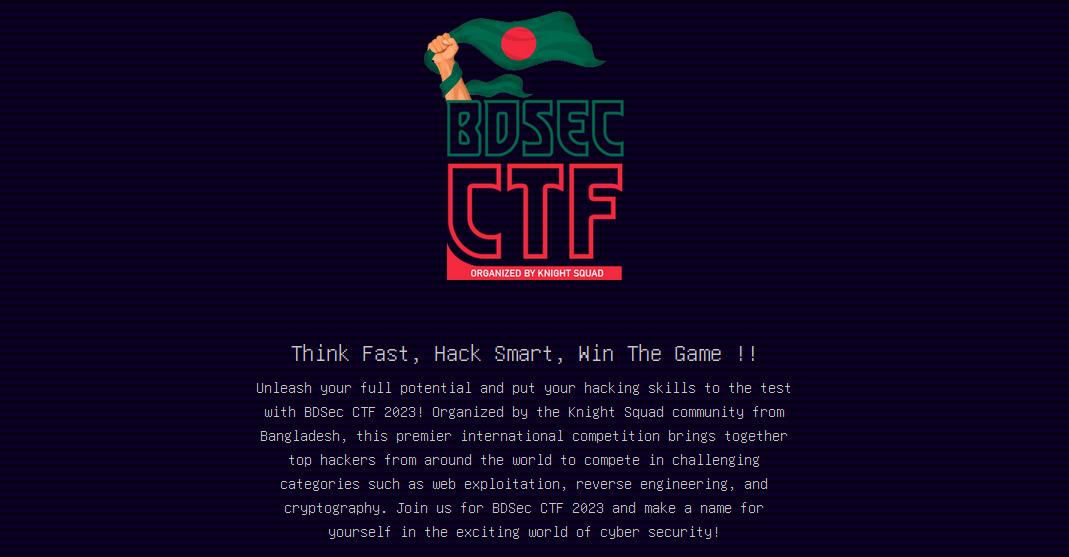 BDSEC
CTF
ORGANIZED BY KNIGHT SQUAD
Think Fast, Hack Smart, Win The Game !!
Unleash your full potential and put your hacking skills to the test
with BDSec CTF 2023! Organized by the Knight Squad community from
Bangladesh, this premier international competition brings together
top hackers from around the world to compete in challenging
categories such as web exploitation, reverse engineering, and
cryptography. Join us for BDSec CTF 2023 and make a name for
yourself in the exciting world of cyber security!